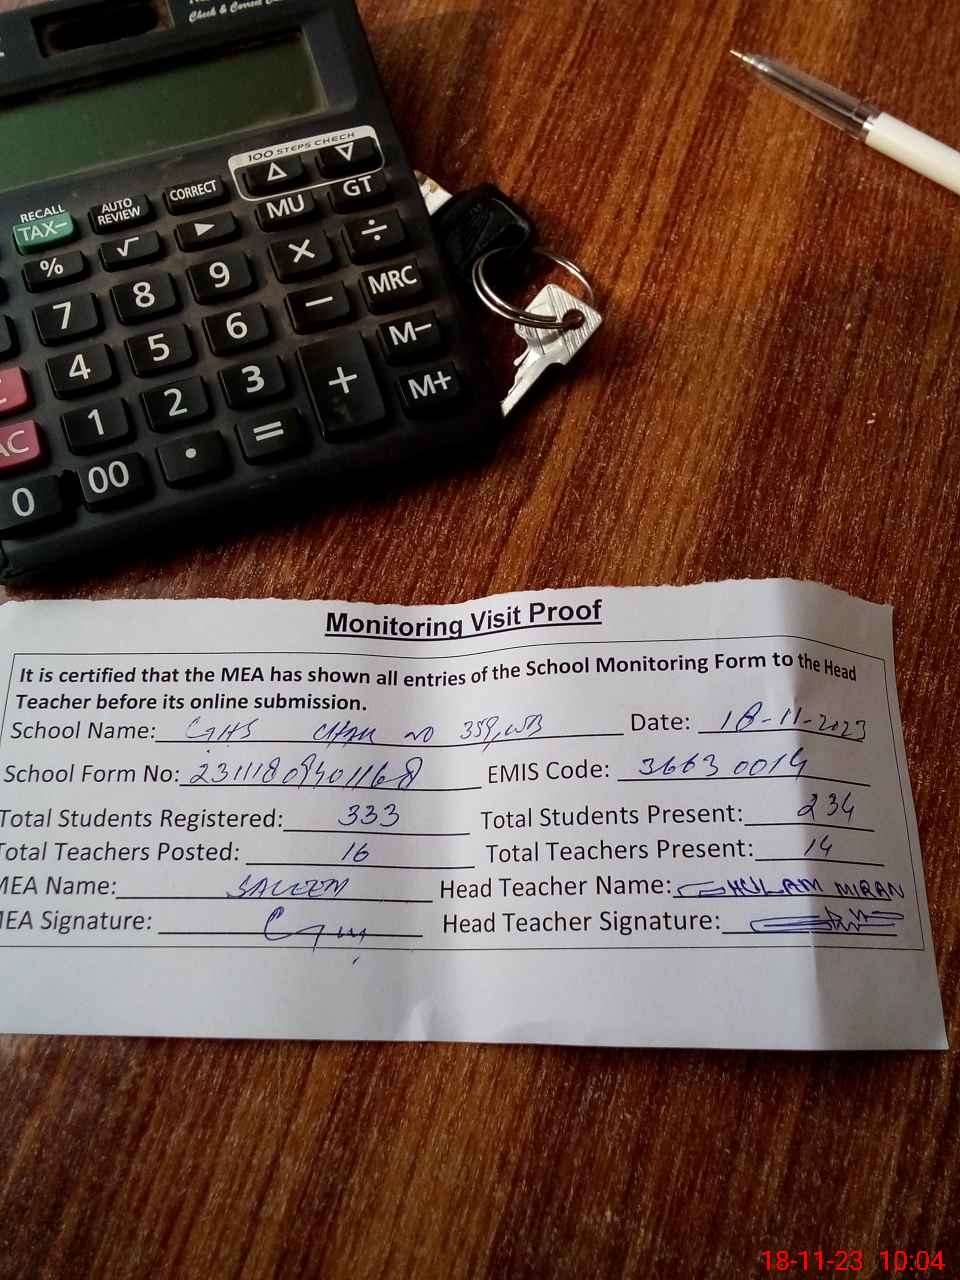 Check & Correct
100 STEPS CHECK
RECALL AUTO REVIEW CORRECT △ ▽
TAX− √ ► MU GT
% 7 8 9 × ÷
4 5 6 − MRC
1 2 3 + M−
AC 0 00 . = M+
Monitoring Visit Proof
It is certified that the MEA has shown all entries of the School Monitoring Form to the Head
Teacher before its online submission.
School Name: GHS CHAK NO 359, WB Date: 18-11-2023
School Form No: EMIS Code: 36630014
Total Students Registered: 333 Total Students Present: 234
Total Teachers Posted: 16 Total Teachers Present: 14
MEA Name: SALEEM Head Teacher Name: GHULAM MIRAN
MEA Signature: Head Teacher Signature:
18-11-23 10:04